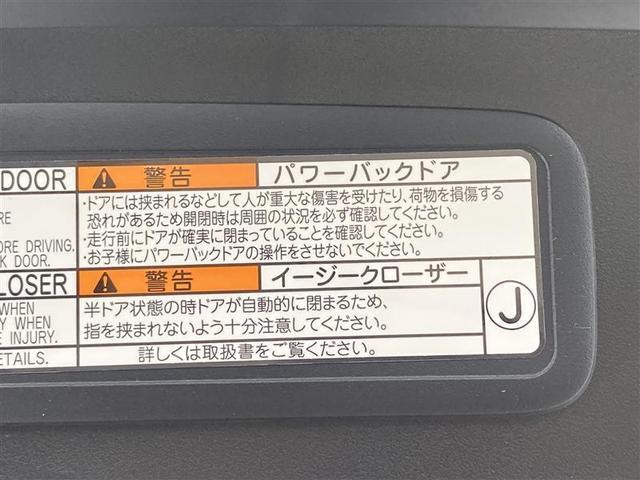 DOOR
警告
パワーバックドア
RE
ORE DRIVING.
K DOOR.
・ドアには挟まれるなどして人が重大な傷害を受けたり、荷物を損傷する
恐れがあるため開閉時は周囲の状況を必ず確認してください。
・走行前にドアが確実に閉まっていることを確認してください。
・お子様にパワーバックドアの操作をさせないでください。
LOSER
警告
イージークローザー
WHEN
Y WHEN
E INJURY.
半ドア状態の時ドアが自動的に閉まるため、
指を挟まれないよう十分注意してください。
J
ETAILS.
詳しくは取扱書をご覧ください。